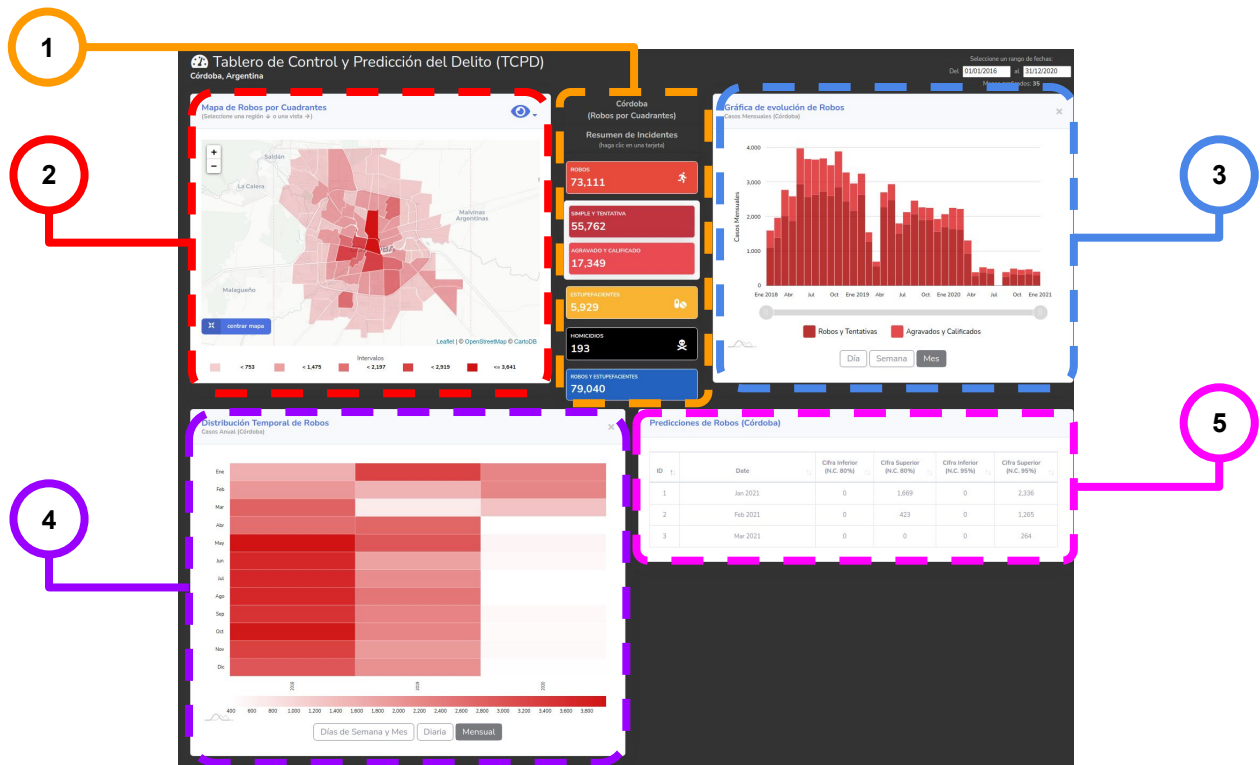 1
Tablero de Control y Predicción del Delito (TCPD)
Córdoba, Argentina
Seleccione un rango de fechas:
Del 01/01/2016 al 31/12/2020
35
2
Mapa de Robos por Cuadrantes
(Seleccione una región ↓ o una vista →)
+
−
Saldán
La Calera
Malvinas
Argentinas
BA
Malagueño
centrar mapa
Leaflet | © OpenStreetMap © CartoDB
Intervalos
< 753
< 1,475
< 2,197
< 2,919
<= 3,641
Córdoba
(Robos por Cuadrantes)
Resumen de Incidentes
(haga clic en una tarjeta)
ROBOS
73,111
SIMPLE Y TENTATIVA
55,762
AGRAVADO Y CALIFICADO
17,349
ESTUPEFACIENTES
5,929
HOMICIDIOS
193
ROBOS Y ESTUPEFACIENTES
79,040
3
Gráfica de evolución de Robos
Casos Mensuales (Córdoba)
×
Casos Mensuales
4,000
3,000
2,000
1,000
0
Ene 2018 Abr Jul Oct Ene 2019 Abr Jul Oct Ene 2020 Abr Jul Oct Ene 2021
Robos y Tentativas
Agravados y Calificados
Día Semana Mes
4
Distribución Temporal de Robos
Casos Anual (Córdoba)
×
Ene
Feb
Mar
Abr
May
Jun
Jul
Ago
Sep
Oct
Nov
Dic
2019
2020
400 600 800 1,000 1,200 1,400 1,600 1,800 2,000 2,200 2,400 2,600 2,800 3,000 3,200 3,400 3,600 3,800
Días de Semana y Mes Diaria Mensual
5
Predicciones de Robos (Córdoba)
ID Date Cifra Inferior (N.C. 80%) Cifra Superior (N.C. 80%) Cifra Inferior (N.C. 95%) Cifra Superior (N.C. 95%)
1 Jan 2021 0 1,669 0 2,336
2 Feb 2021 0 423 0 1,265
3 Mar 2021 0 0 0 264